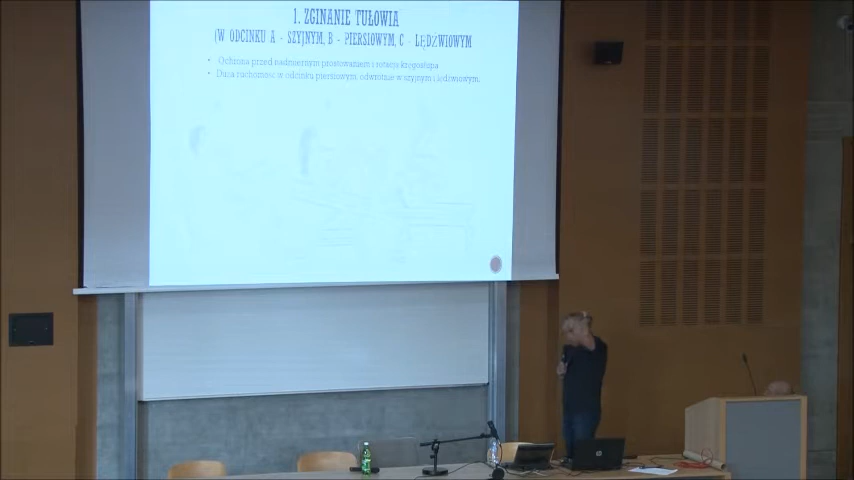 1. ZGINANIE TUŁOWIA
(W ODCINKU A - SZYJNYM, B - PIERSIOWYM, C - LĘDŹWIOWYM
• Ochrona przed nadmiernym prostowaniem i rotacją kręgosłupa
• Duża ruchomość w odcinku piersiowym, odwrotnie w szyjnym i lędźwiowym.